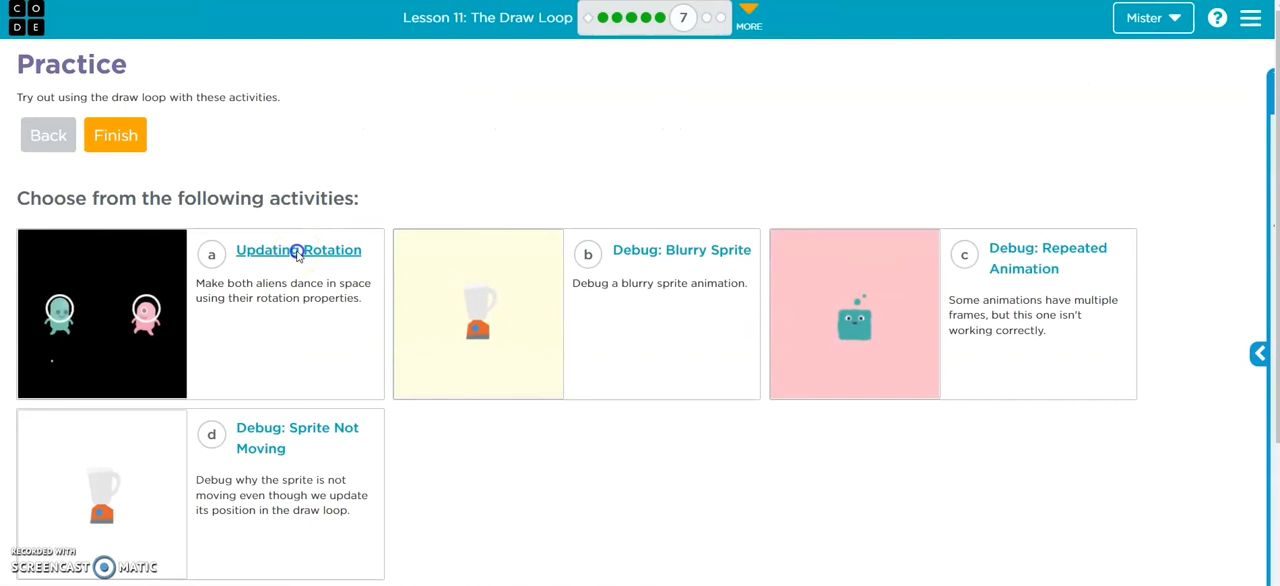 C O
D E
Lesson 11: The Draw Loop
7
MORE
Mister
?
Practice
Try out using the draw loop with these activities.
Back
Finish
Choose from the following activities:
a
Updating Rotation
Make both aliens dance in space
using their rotation properties.
b
Debug: Blurry Sprite
Debug a blurry sprite animation.
c
Debug: Repeated
Animation
Some animations have multiple
frames, but this one isn't
working correctly.
d
Debug: Sprite Not
Moving
Debug why the sprite is not
moving even though we update
its position in the draw loop.
RECORDED WITH
SCREENCAST MATIC